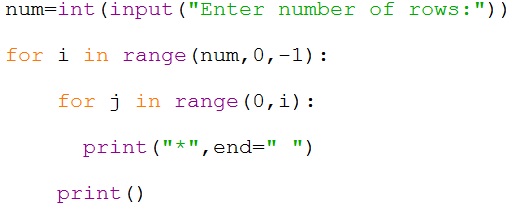 num=int(input("Enter number of rows:"))
for i in range(num,0,-1):
    for j in range(0,i):
      print("*",end=" ")
    print()